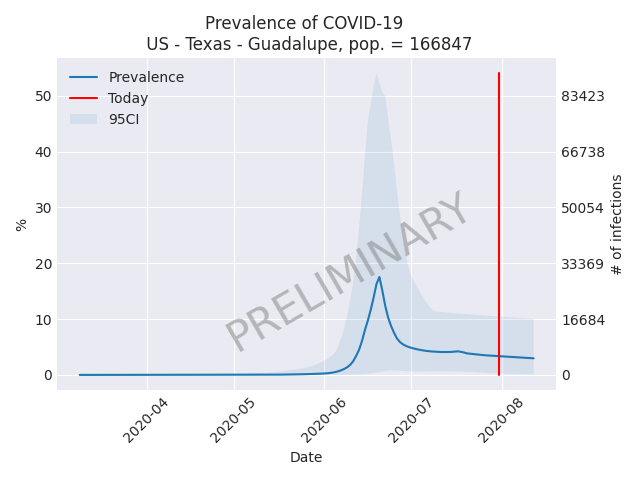 Prevalence of COVID-19
US - Texas - Guadalupe, pop. = 166847
Prevalence
Today
95CI
50
40
30
20
10
0
%
83423
66738
50054
33369
16684
0
# of infections
PRELIMINARY
2020-04
2020-05
2020-06
2020-07
2020-08
Date